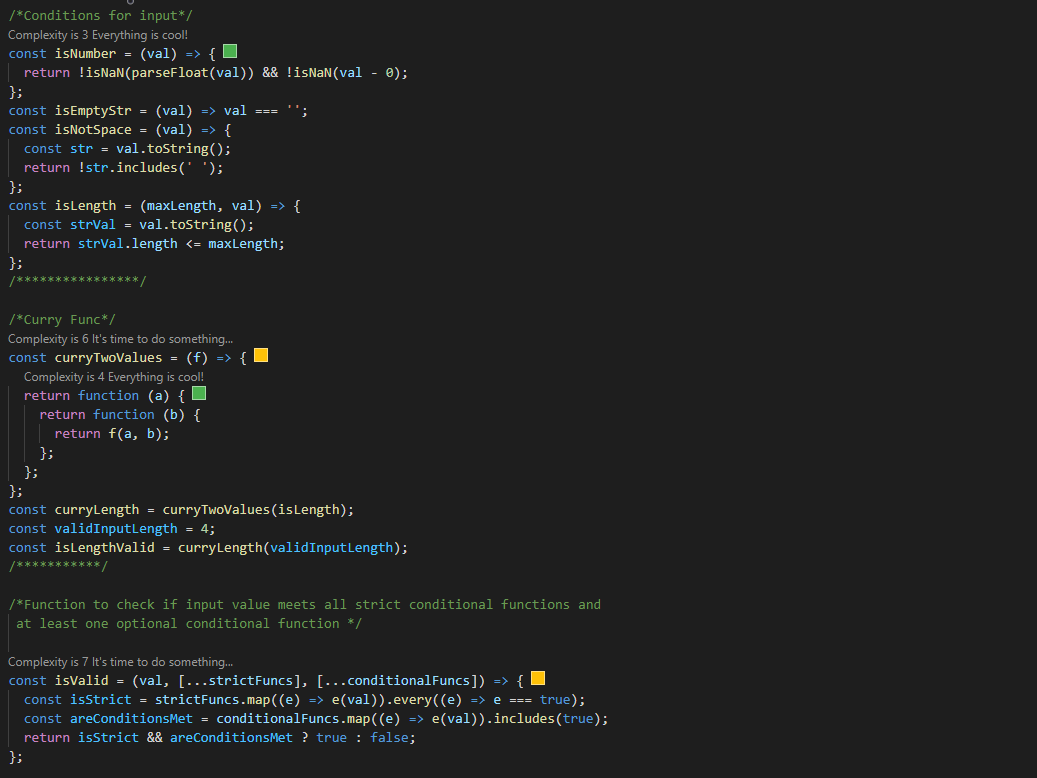 /*Conditions for input*/
Complexity is 3 Everything is cool!
const isNumber = (val) => {
  return !isNaN(parseFloat(val)) && !isNaN(val - 0);
};
const isEmptyStr = (val) => val === '';
const isNotSpace = (val) => {
  const str = val.toString();
  return !str.includes(' ');
};
const isLength = (maxLength, val) => {
  const strVal = val.toString();
  return strVal.length <= maxLength;
};
/****************/
/*Curry Func*/
Complexity is 6 It's time to do something...
const curryTwoValues = (f) => {
  Complexity is 4 Everything is cool!
  return function (a) {
    return function (b) {
      return f(a, b);
    };
  };
};
const curryLength = curryTwoValues(isLength);
const validInputLength = 4;
const isLengthValid = curryLength(validInputLength);
/***********/
/*Function to check if input value meets all strict conditional functions and
 at least one optional conditional function */
Complexity is 7 It's time to do something...
const isValid = (val, [...strictFuncs], [...conditionalFuncs]) => {
  const isStrict = strictFuncs.map((e) => e(val)).every((e) => e === true);
  const areConditionsMet = conditionalFuncs.map((e) => e(val)).includes(true);
  return isStrict && areConditionsMet ? true : false;
};